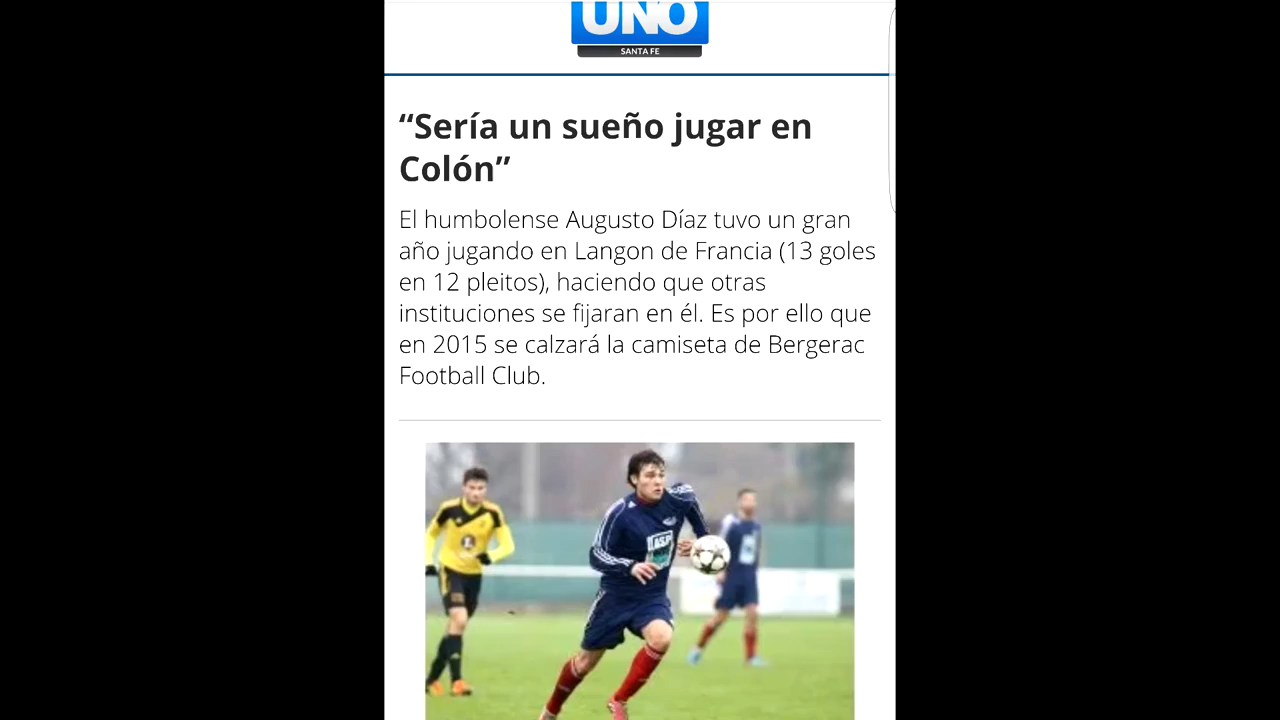 UNO
SANTA FE
“Sería un sueño jugar en
Colón”
El humbolense Augusto Díaz tuvo un gran
año jugando en Langon de Francia (13 goles
en 12 pleitos), haciendo que otras
instituciones se fijaran en él. Es por ello que
en 2015 se calzará la camiseta de Bergerac
Football Club.